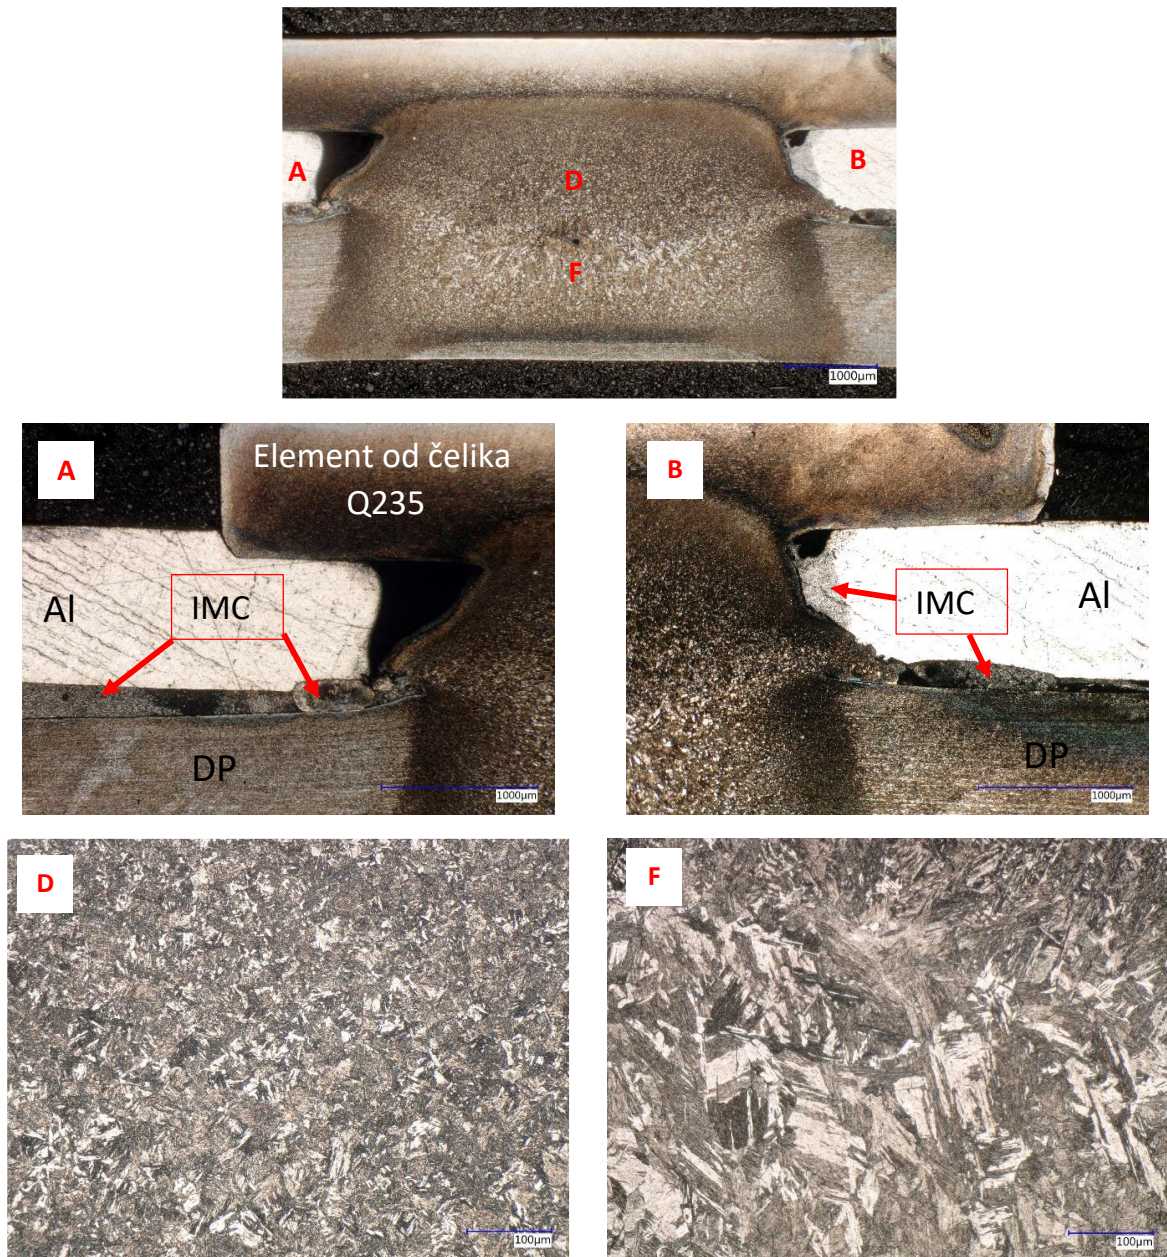 A
B
D
F
1000µm
A
Element od čelika
Q235
Al
IMC
DP
1000µm
B
IMC
Al
DP
1000µm
D
100µm
F
100µm